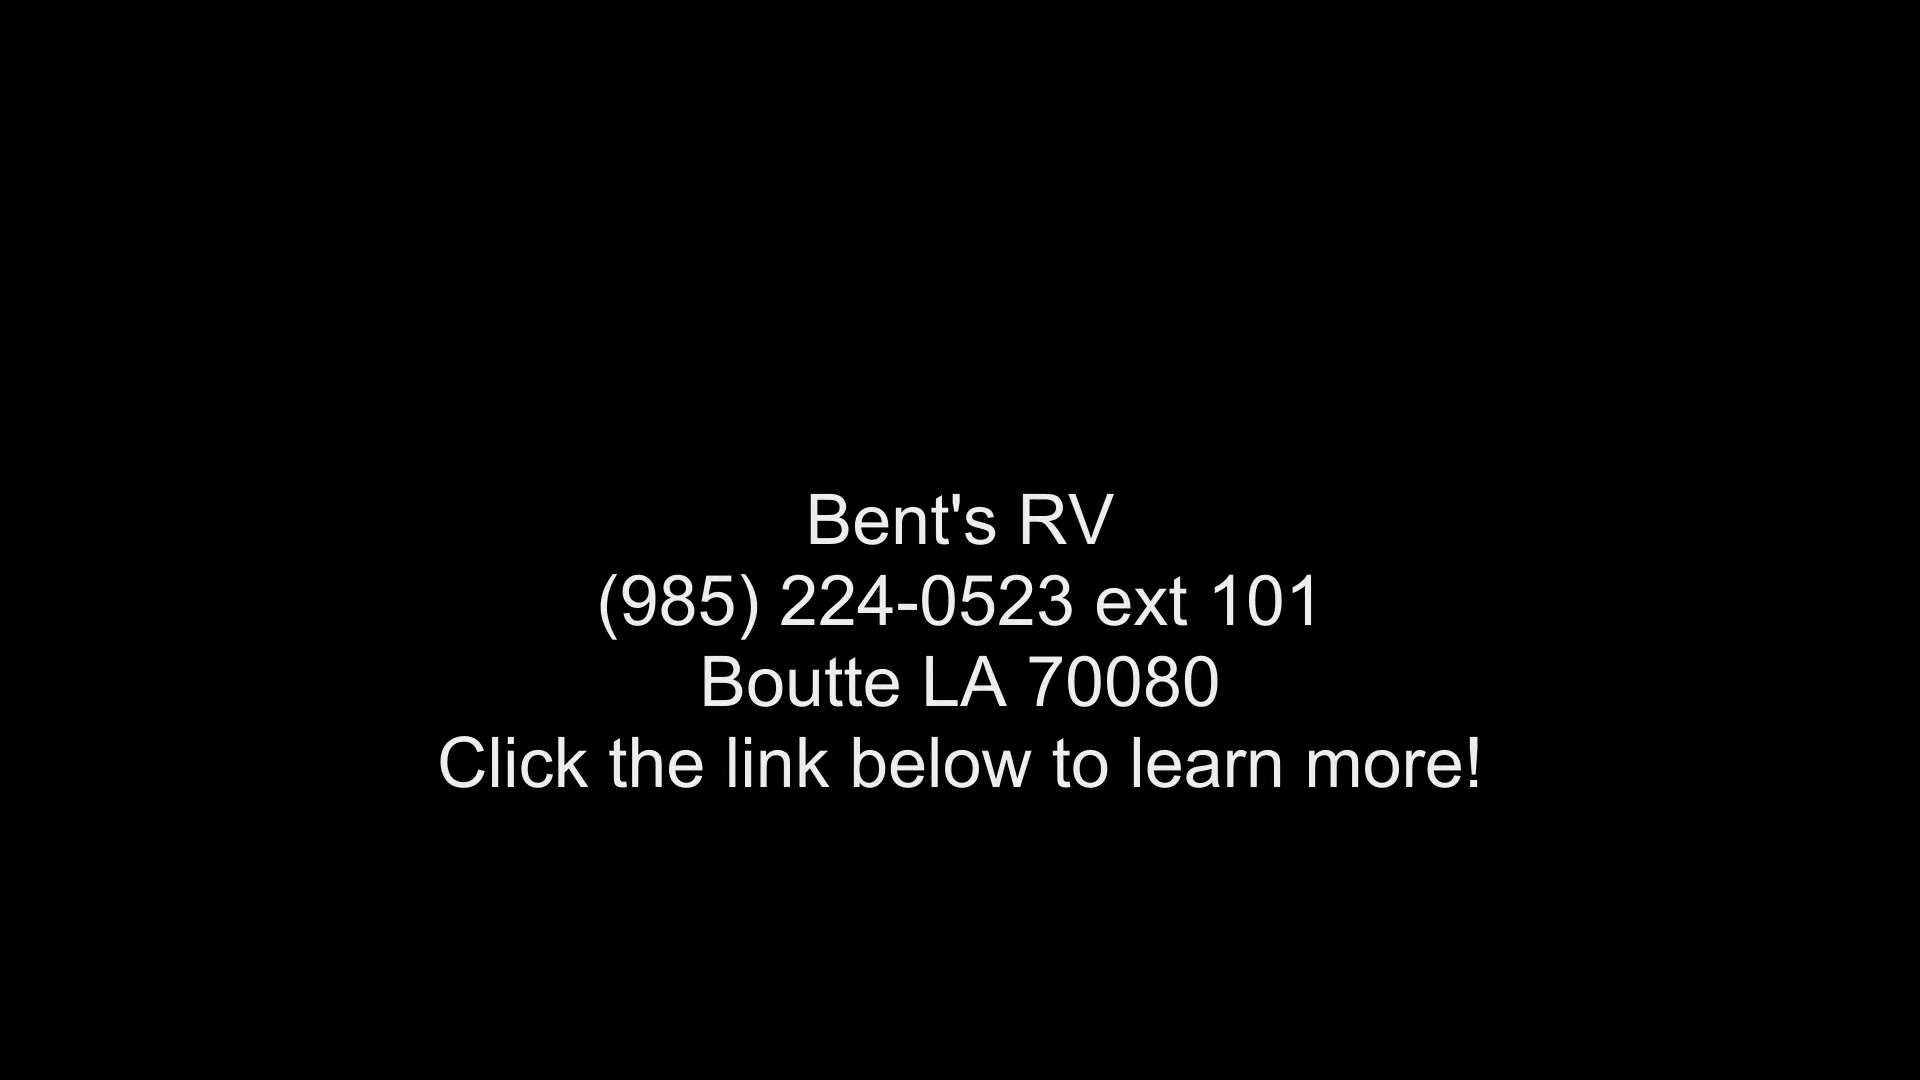 Bent's RV
(985) 224-0523 ext 101
Boutte LA 70080
Click the link below to learn more!